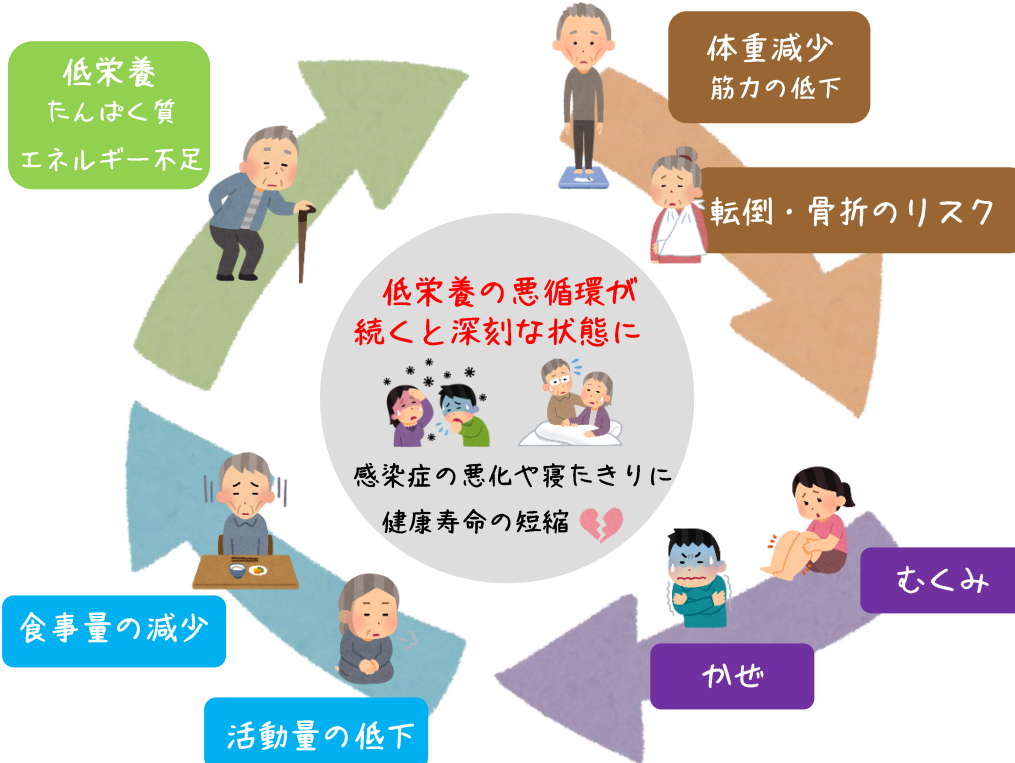 低栄養
たんぱく質
エネルギー不足
体重減少
筋力の低下
転倒・骨折のリスク
低栄養の悪循環が
続くと深刻な状態に
感染症の悪化や寝たきりに
健康寿命の短縮
むくみ
かぜ
食事量の減少
活動量の低下